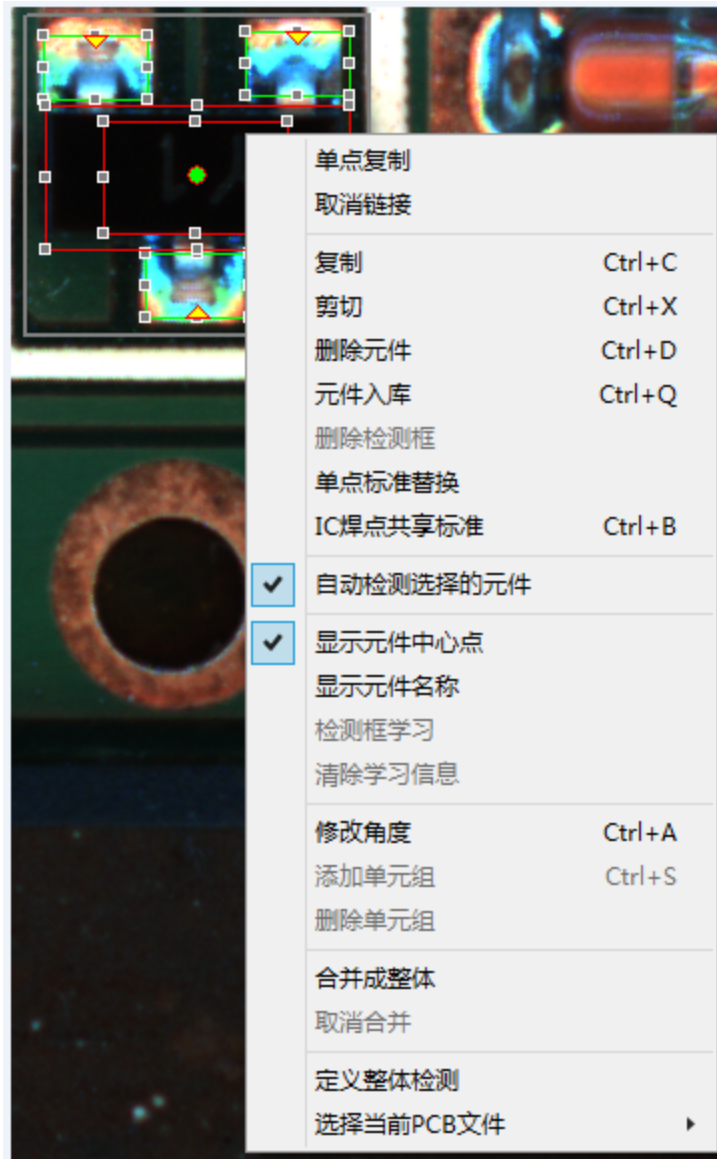 单点复制
取消链接
复制 Ctrl+C
剪切 Ctrl+X
删除元件 Ctrl+D
元件入库 Ctrl+Q
删除检测框
单点标准替换
IC焊点共享标准 Ctrl+B
自动检测选择的元件
显示元件中心点
显示元件名称
检测框学习
清除学习信息
修改角度 Ctrl+A
添加单元组 Ctrl+S
删除单元组
合并成整体
取消合并
定义整体检测
选择当前PCB文件